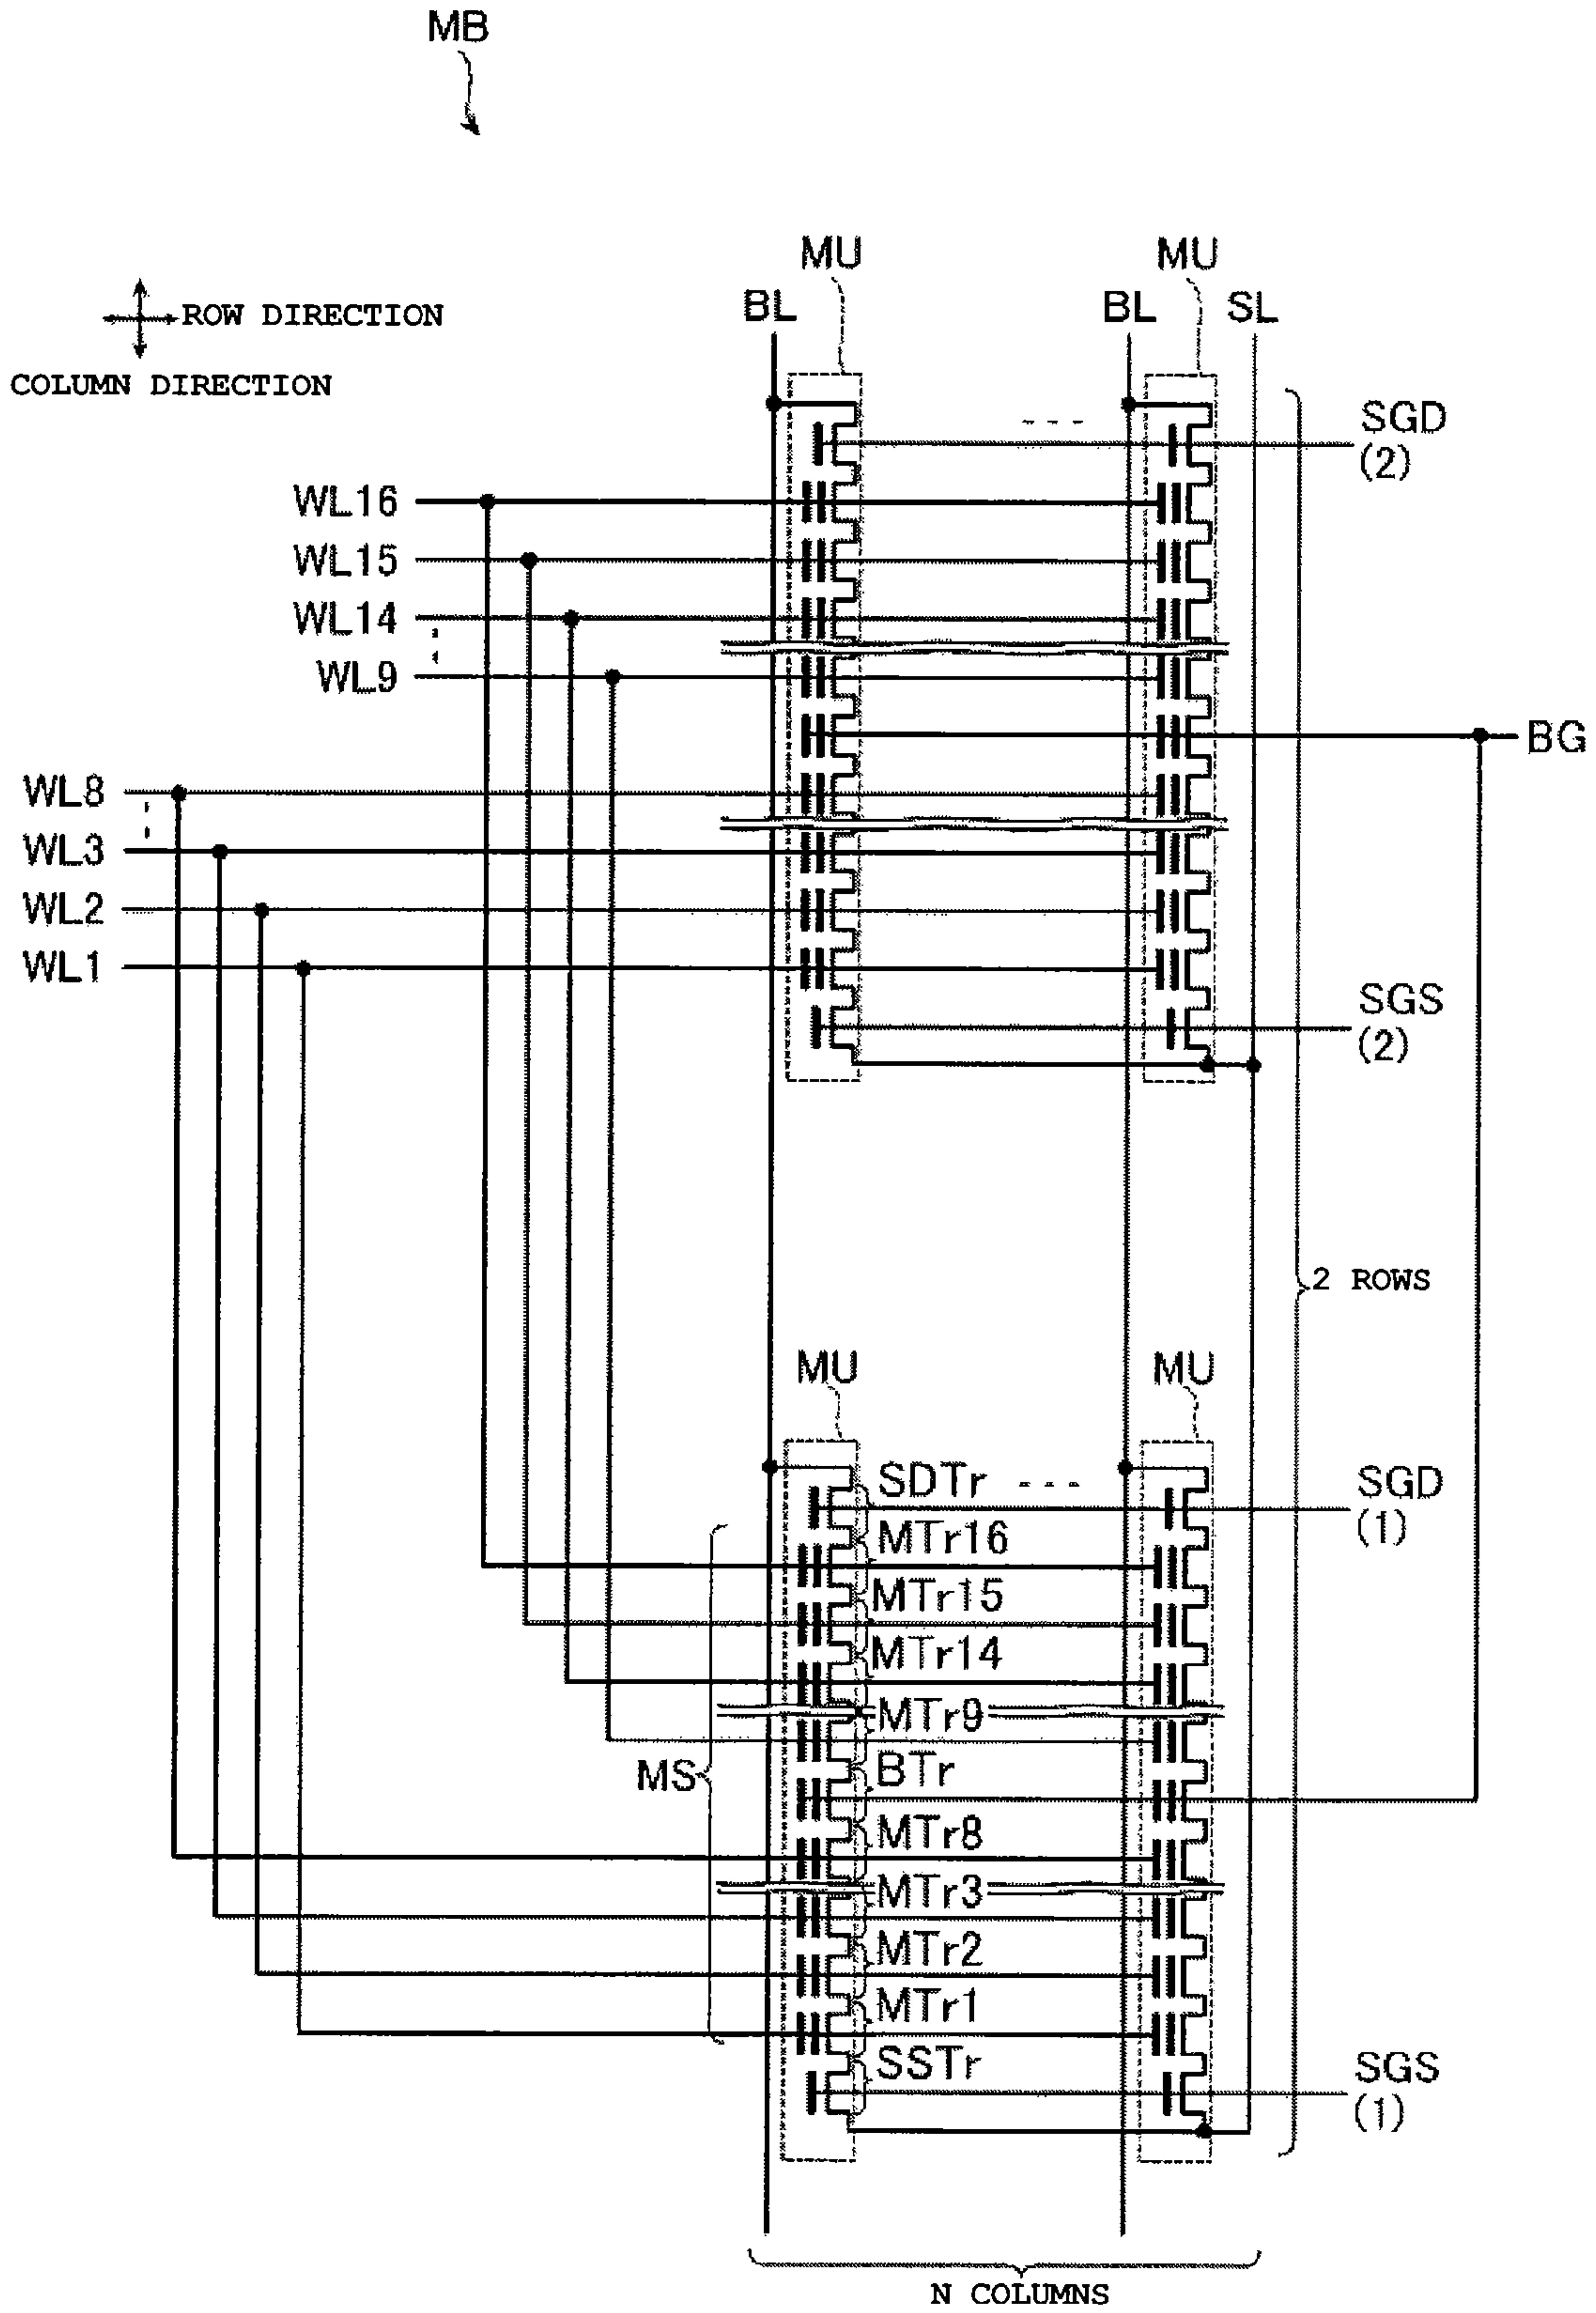 MB
MU
MU
BL
BL
SL
ROW DIRECTION
COLUMN DIRECTION
SGD
(2)
WL16
WL15
WL14
WL9
BG
WL8
WL3
WL2
WL1
SGS
(2)
2 ROWS
MU
MU
SDTr
SGD
(1)
MTr16
MTr15
MTr14
MTr9
MS
BTr
MTr8
MTr3
MTr2
MTr1
SSTr
SGS
(1)
N COLUMNS